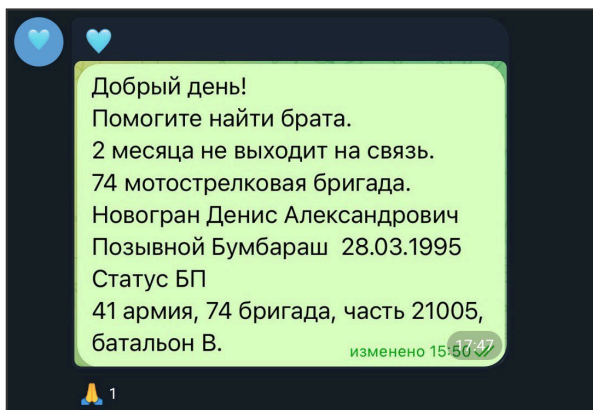 Добрый день!
Помогите найти брата.
2 месяца не выходит на связь.
74 мотострелковая бригада.
Новогран Денис Александрович
Позывной Бумбараш 28.03.1995
Статус БП
41 армия, 74 бригада, часть 21005,
батальон В.
изменено 15:50
17:47
1